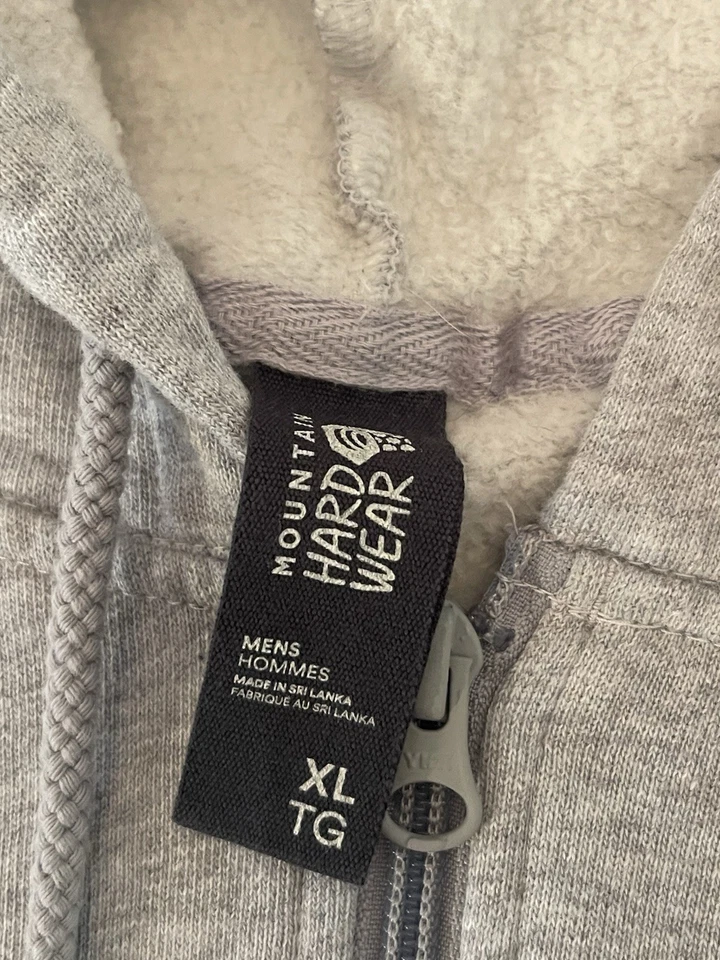 MOUNTAIN
HARD
WEAR
MENS
HOMMES
MADE IN SRI LANKA
FABRIQUÉ AU SRI LANKA
XL
TG